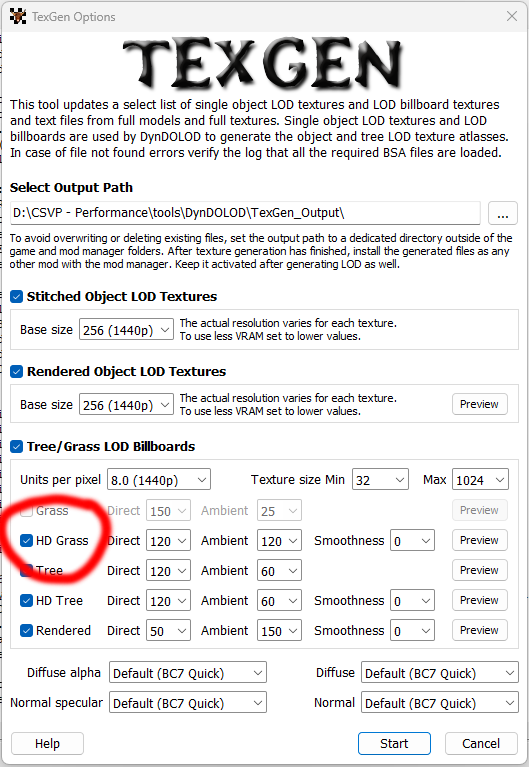 TexGen Options
TEXGEN
This tool updates a select list of single object LOD textures and LOD billboard textures
and text files from full models and full textures. Single object LOD textures and LOD
billboards are used by DynDOLOD to generate the object and tree LOD texture atlasses.
In case of file not found errors verify the log that all the required BSA files are loaded.
Select Output Path
D:\CSVP - Performance\tools\DynDOLOD\TexGen_Output\
...
To avoid overwriting or deleting existing files, set the output path to a dedicated directory outside of the
game and mod manager folders. After texture generation has finished, install the generated files as any
other mod with the mod manager. Keep it activated after generating LOD as well.
Stitched Object LOD Textures
Base size 256 (1440p) The actual resolution varies for each texture.
To use less VRAM set to lower values.
Rendered Object LOD Textures
Base size 256 (1440p) The actual resolution varies for each texture.
To use less VRAM set to lower values.
Preview
Tree/Grass LOD Billboards
Units per pixel 8.0 (1440p) Texture size Min 32 Max 1024
Grass Direct 150 Ambient 25 Preview
HD Grass Direct 120 Ambient 120 Smoothness 0 Preview
Tree Direct 120 Ambient 60 Preview
HD Tree Direct 120 Ambient 60 Smoothness 0 Preview
Rendered Direct 50 Ambient 150 Smoothness 0 Preview
Diffuse alpha Default (BC7 Quick) Diffuse Default (BC7 Quick)
Normal specular Default (BC7 Quick) Normal Default (BC7 Quick)
Help Start Cancel